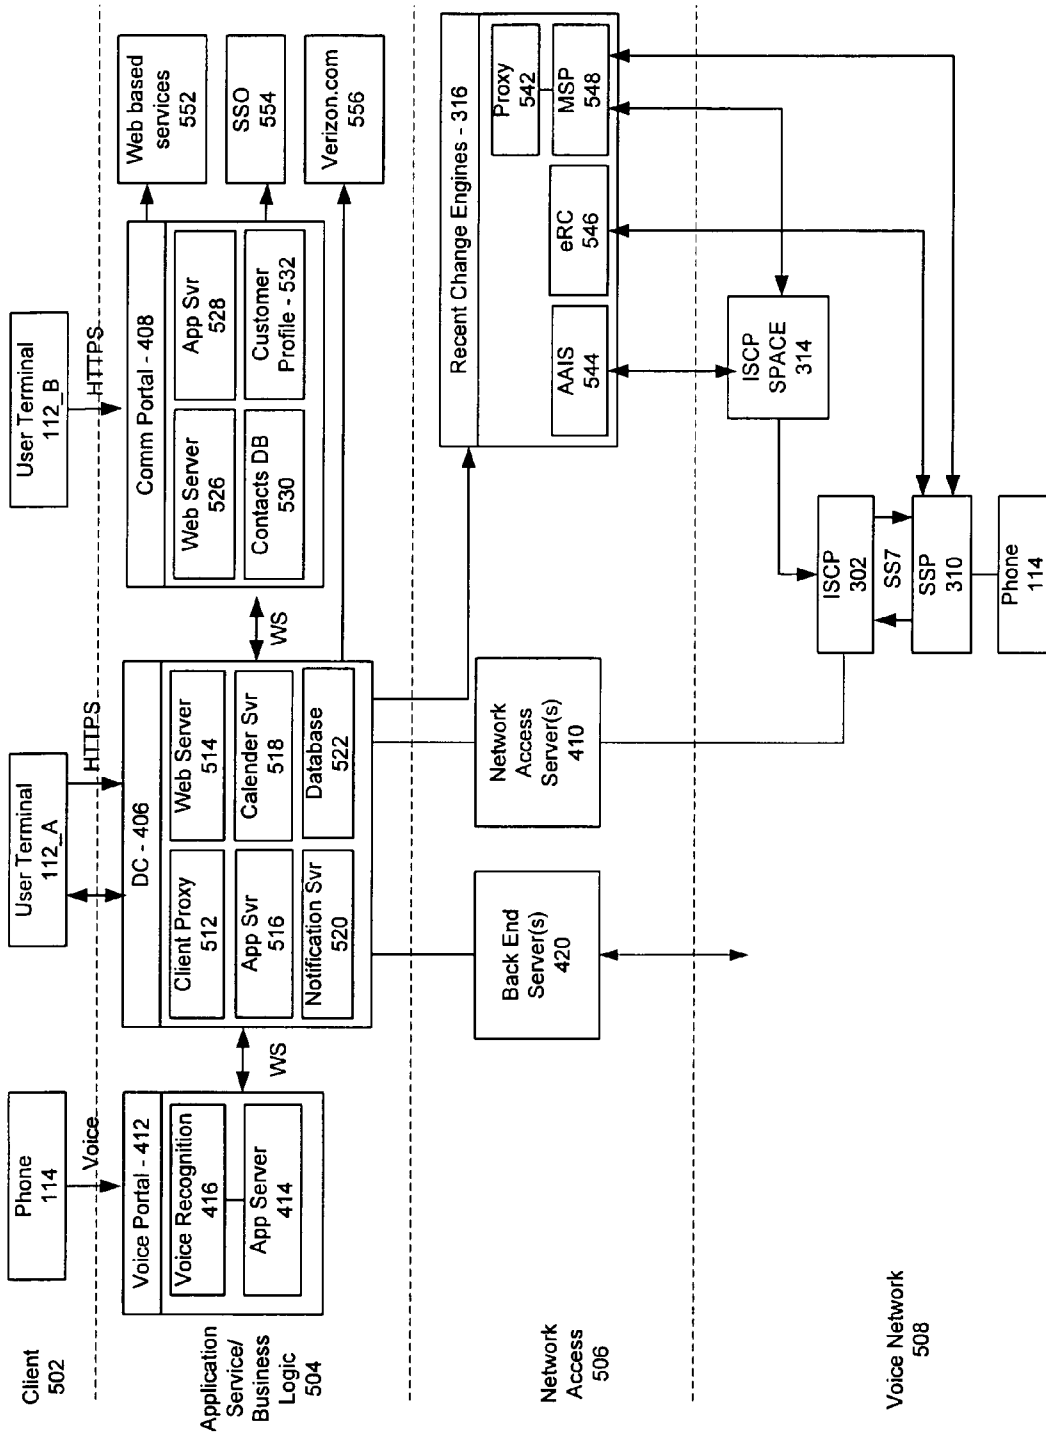 Client
502
Phone
114
User Terminal
112_A
User Terminal
112_B
Voice
HTTPS
HTTPS
Application
Service/
Business
Logic
504
Voice Portal - 412
Voice Recognition
416
App Server
414
WS
DC - 406
Client Proxy
512
Web Server
514
App Svr
516
Calender Svr
518
Notification Svr
520
Database
522
WS
Comm Portal - 408
Web Server
526
App Svr
528
Contacts DB
530
Customer
Profile - 532
Web based
services
552
SSO
554
Verizon.com
556
Network
Access
506
Back End
Server(s)
420
Network
Access
Server(s)
410
Recent Change Engines - 316
Proxy
542
AAIS
544
eRC
546
MSP
548
Voice Network
508
ISCP
SPACE
314
ISCP
302
SS7
SSP
310
Phone
114